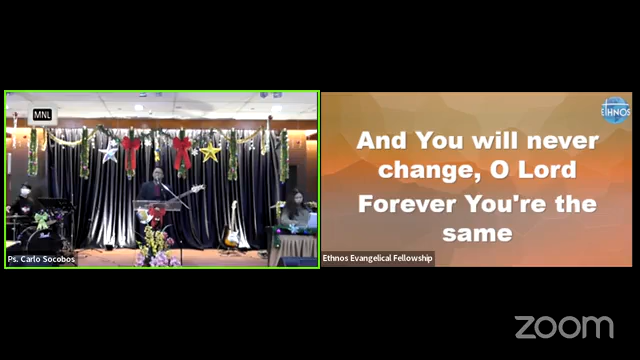 MNL
Ps. Carlo Socobos
ETHNOS
And You will never
change, O Lord
Forever You're the
same
Ethnos Evangelical Fellowship
zoom